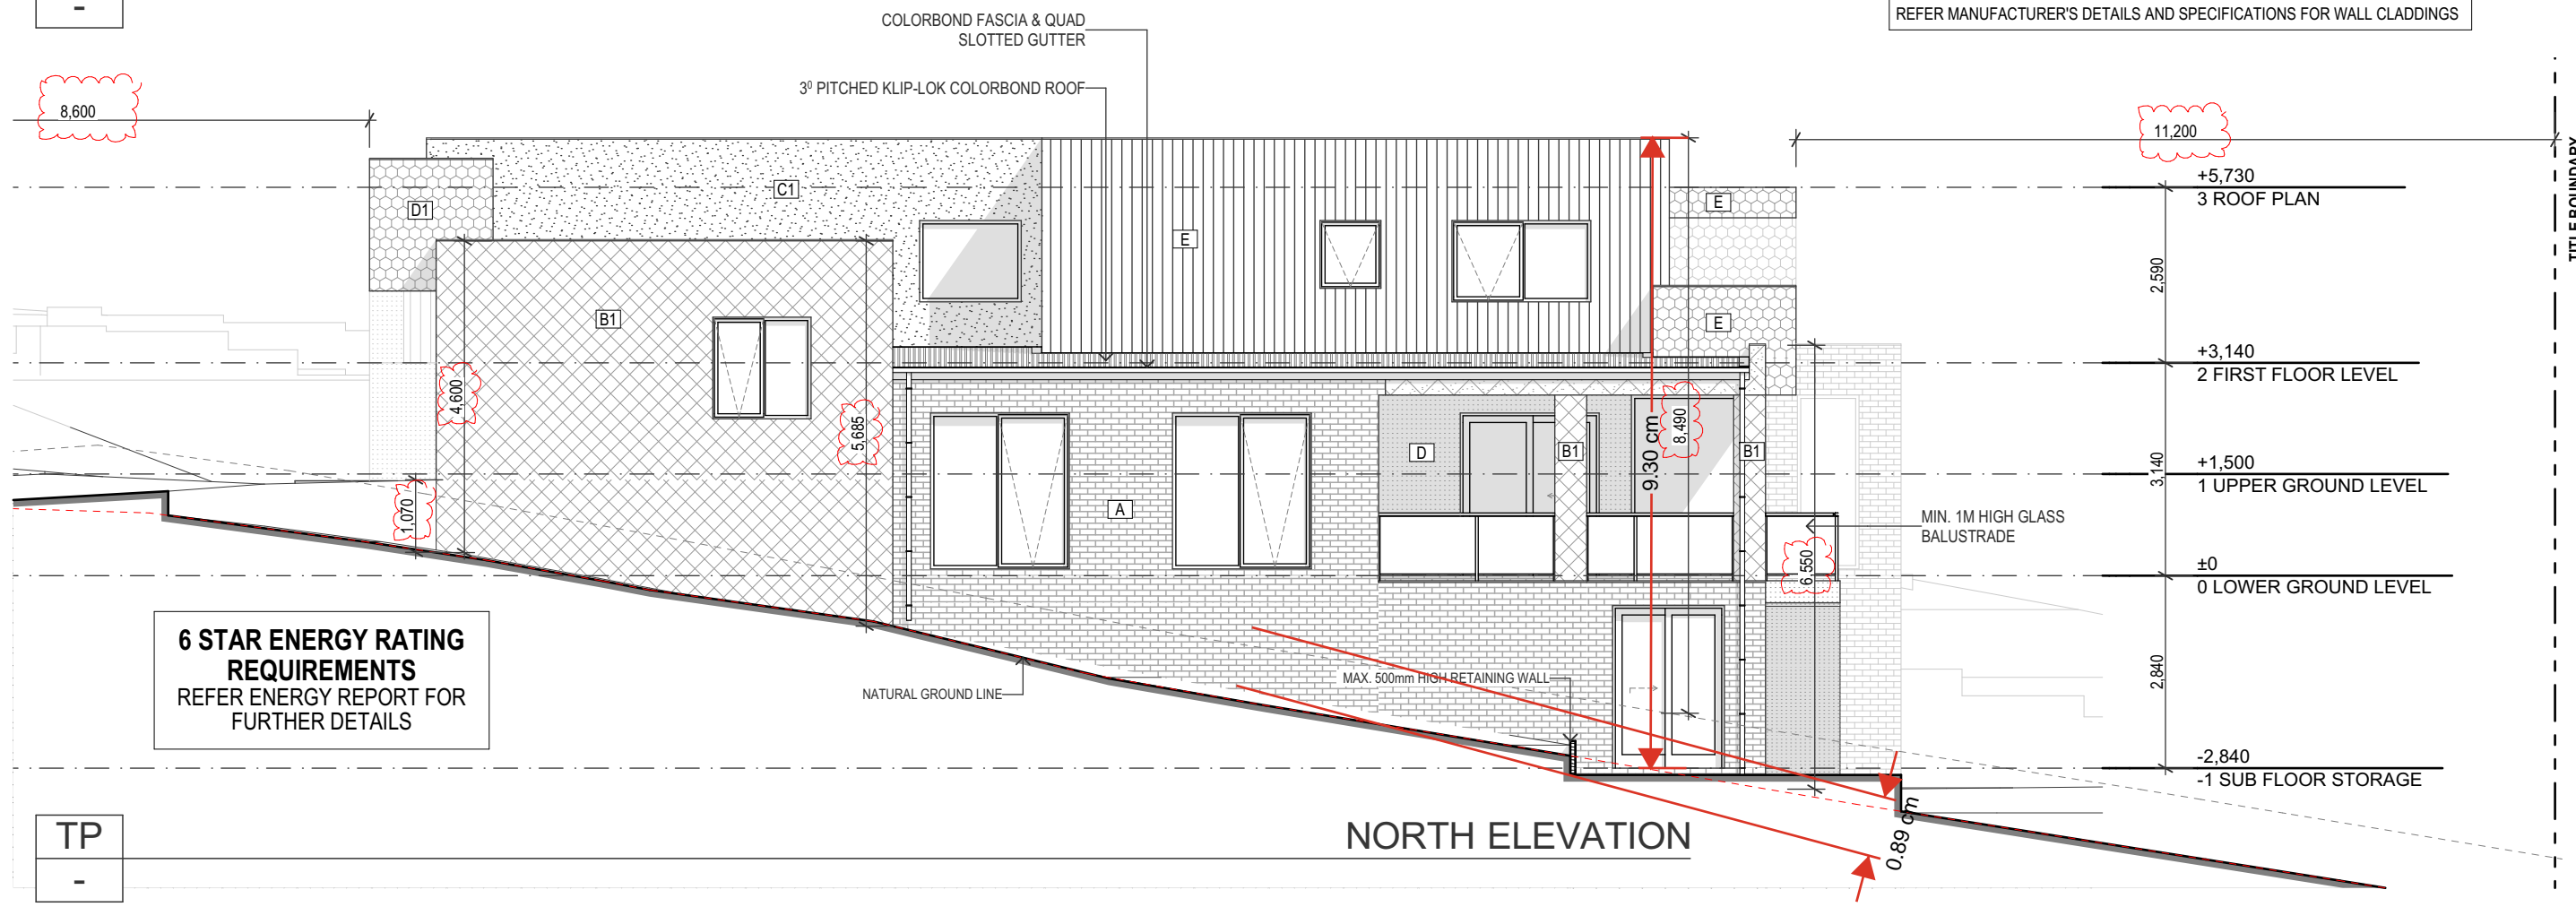 -
COLORBOND FASCIA & QUAD
SLOTTED GUTTER
3⁰ PITCHED KLIP-LOK COLORBOND ROOF
REFER MANUFACTURER'S DETAILS AND SPECIFICATIONS FOR WALL CLADDINGS
8,600
11,200
TITLE BOUNDARY
D1
C1
E
E
E
B1
+5,730
3 ROOF PLAN
2,590
+3,140
2 FIRST FLOOR LEVEL
4,600
5,685
8,490
9.30 cm
D
B1
B1
A
1,070
3,140
+1,500
1 UPPER GROUND LEVEL
MIN. 1M HIGH GLASS
BALUSTRADE
6,550
±0
0 LOWER GROUND LEVEL
6 STAR ENERGY RATING
REQUIREMENTS
REFER ENERGY REPORT FOR
FURTHER DETAILS
NATURAL GROUND LINE
MAX. 500mm HIGH RETAINING WALL
2,840
-2,840
-1 SUB FLOOR STORAGE
0.89 cm
TP
-
NORTH ELEVATION